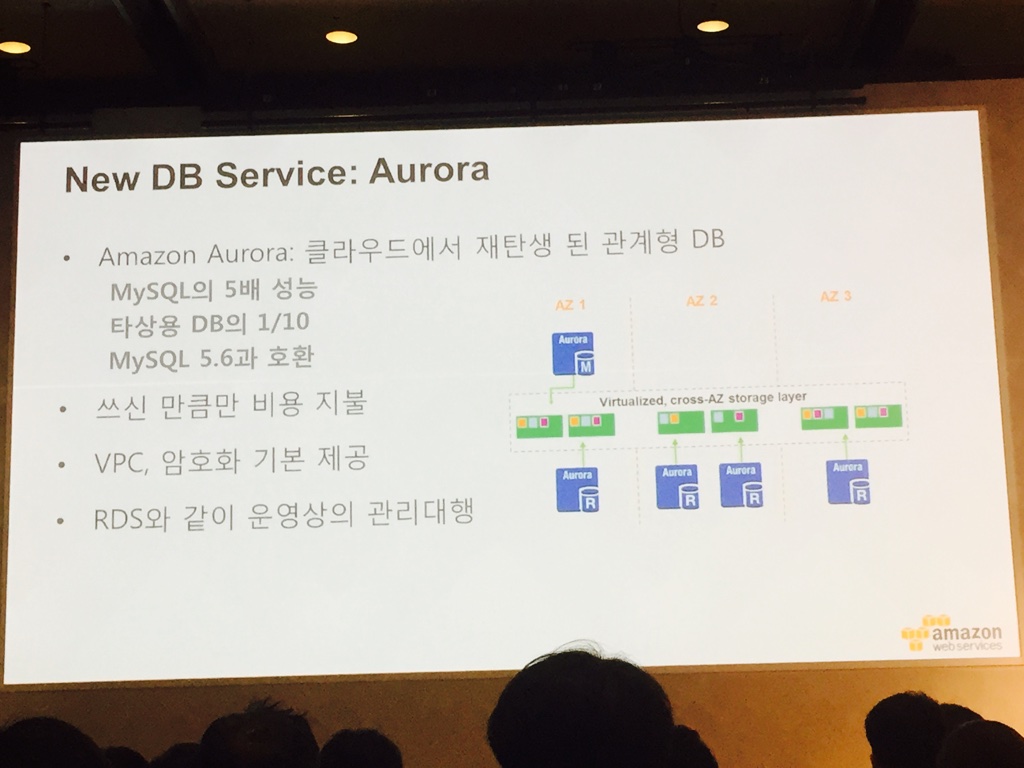 New DB Service: Aurora
• Amazon Aurora: 클라우드에서 재탄생 된 관계형 DB
MySQL의 5배 성능
타상용 DB의 1/10
MySQL 5.6과 호환
• 쓰신 만큼만 비용 지불
• VPC, 암호화 기본 제공
• RDS와 같이 운영상의 관리대행
AZ 1
AZ 2
AZ 3
Aurora
M
Virtualized, cross-AZ storage layer
Aurora
R
Aurora
R
Aurora
R
Aurora
R
amazon
web services